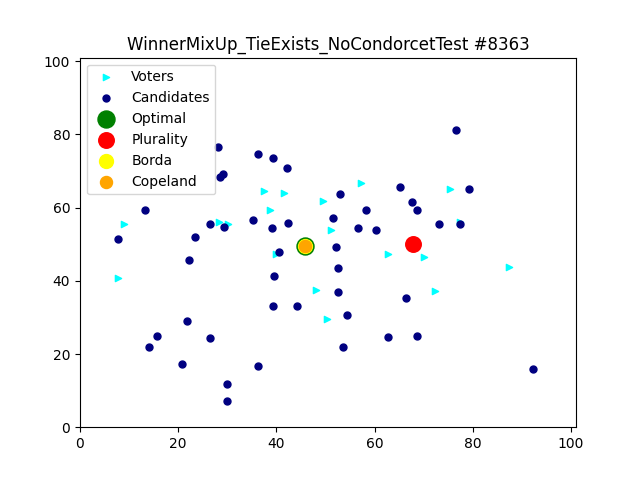 WinnerMixUp_TieExists_NoCondorcetTest #8363
Voters
Candidates
Optimal
Plurality
Borda
Copeland
100
80
60
40
20
0
0 20 40 60 80 100